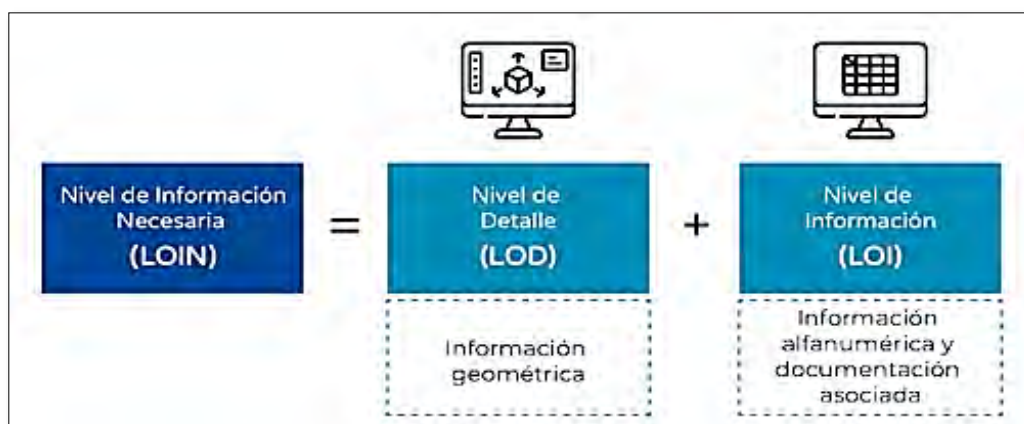 Nivel de Información
Necesaria
(LOIN)
=
Nivel de
Detalle
(LOD)
+
Nivel de
Información
(LOI)
Información
geométrica
Información
alfanumérica y
documentación
asociada